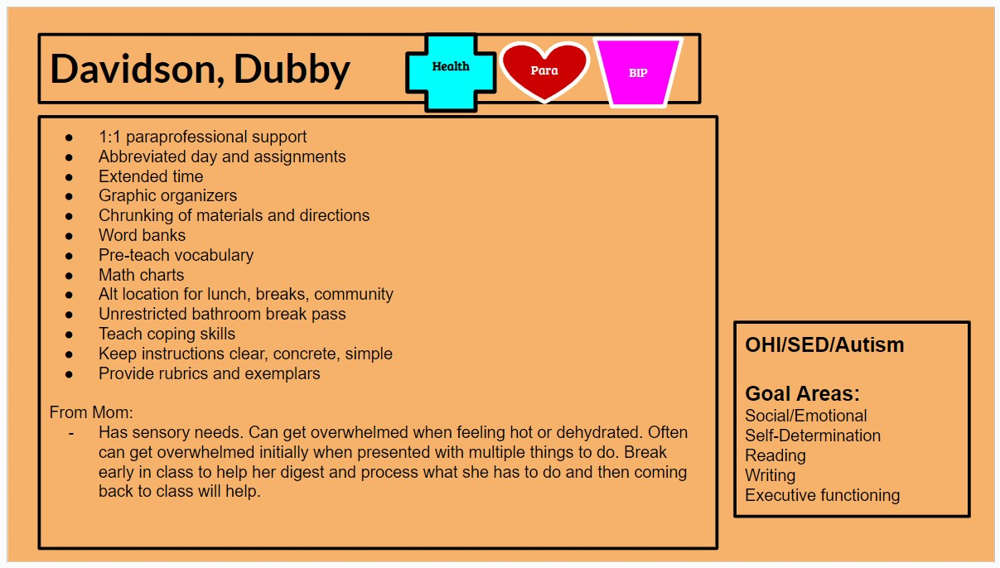 Davidson, Dubby
Health
Para
BIP
● 1:1 paraprofessional support
● Abbreviated day and assignments
● Extended time
● Graphic organizers
● Chrunking of materials and directions
● Word banks
● Pre-teach vocabulary
● Math charts
● Alt location for lunch, breaks, community
● Unrestricted bathroom break pass
● Teach coping skills
● Keep instructions clear, concrete, simple
● Provide rubrics and exemplars
From Mom:
- Has sensory needs. Can get overwhelmed when feeling hot or dehydrated. Often
can get overwhelmed initially when presented with multiple things to do. Break
early in class to help her digest and process what she has to do and then coming
back to class will help.
OHI/SED/Autism
Goal Areas:
Social/Emotional
Self-Determination
Reading
Writing
Executive functioning